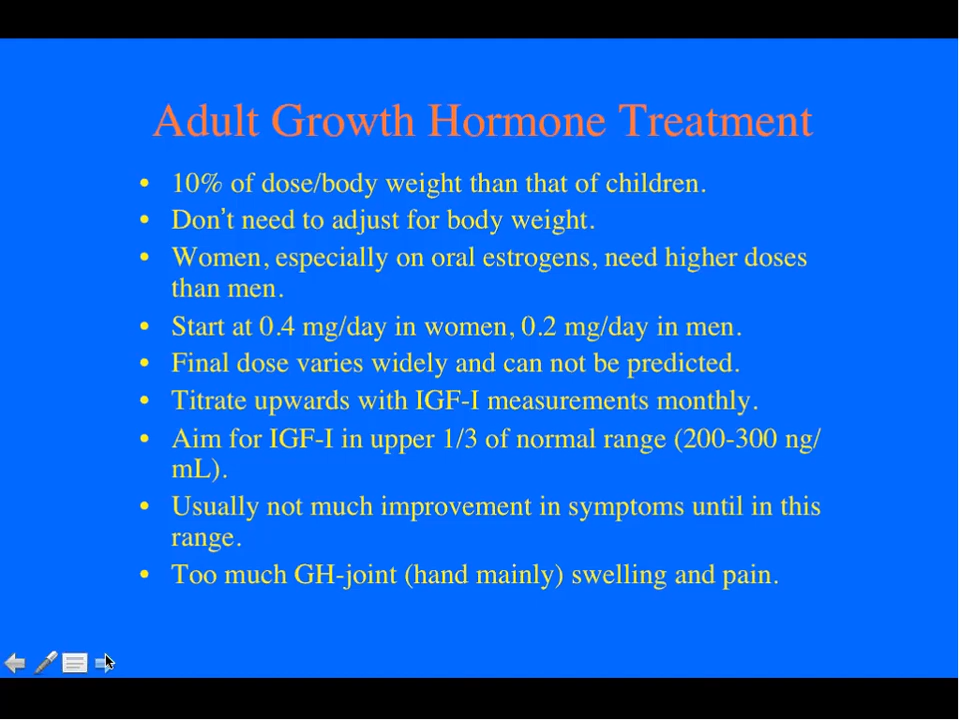 Adult Growth Hormone Treatment
• 10% of dose/body weight than that of children.
• Don’t need to adjust for body weight.
• Women, especially on oral estrogens, need higher doses
than men.
• Start at 0.4 mg/day in women, 0.2 mg/day in men.
• Final dose varies widely and can not be predicted.
• Titrate upwards with IGF-I measurements monthly.
• Aim for IGF-I in upper 1/3 of normal range (200-300 ng/
mL).
• Usually not much improvement in symptoms until in this
range.
• Too much GH-joint (hand mainly) swelling and pain.